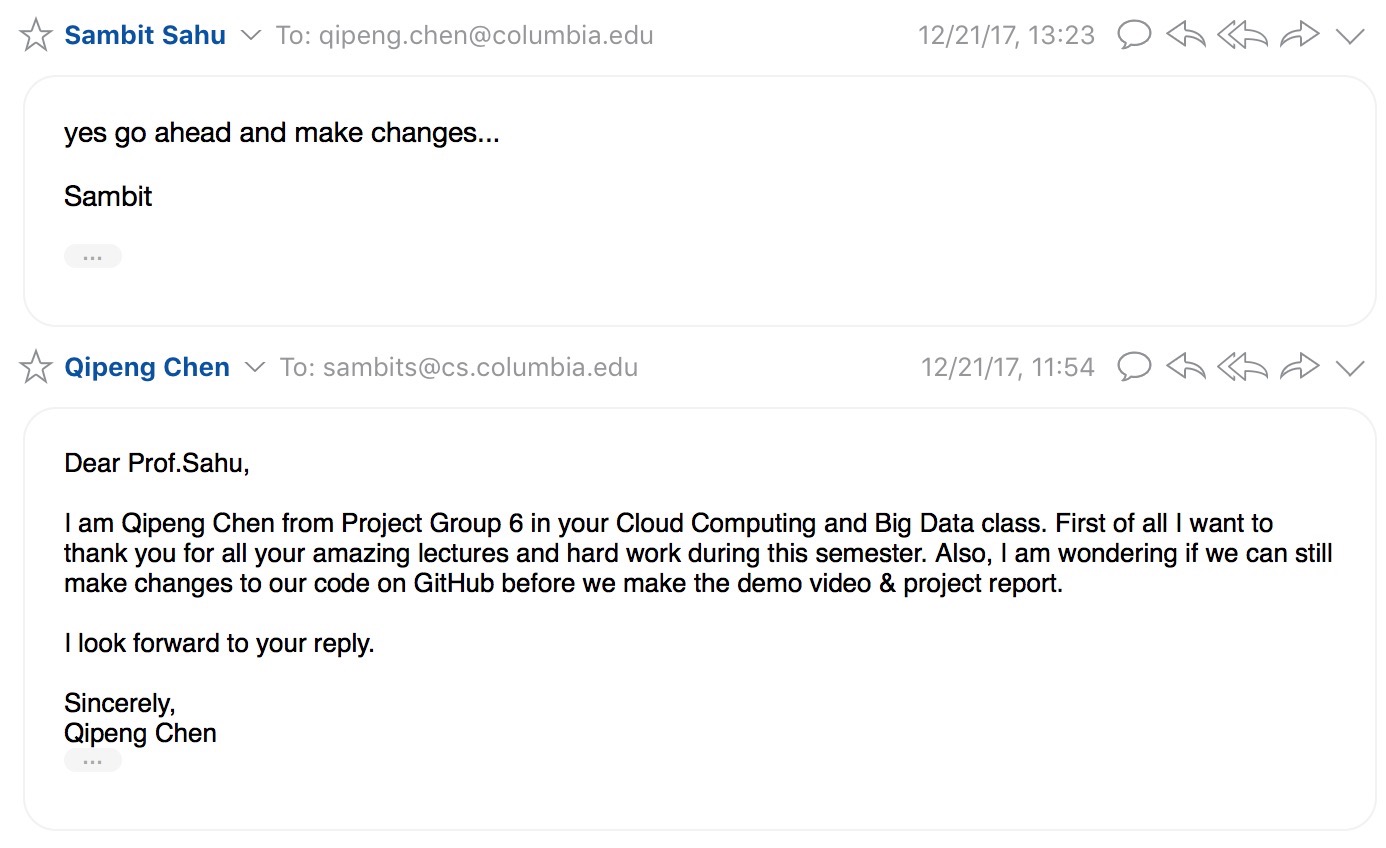 Sambit Sahu To: qipeng.chen@columbia.edu 12/21/17, 13:23
yes go ahead and make changes...
Sambit
...
Qipeng Chen To: sambits@cs.columbia.edu 12/21/17, 11:54
Dear Prof.Sahu,
I am Qipeng Chen from Project Group 6 in your Cloud Computing and Big Data class. First of all I want to
thank you for all your amazing lectures and hard work during this semester. Also, I am wondering if we can still
make changes to our code on GitHub before we make the demo video & project report.
I look forward to your reply.
Sincerely,
Qipeng Chen
...